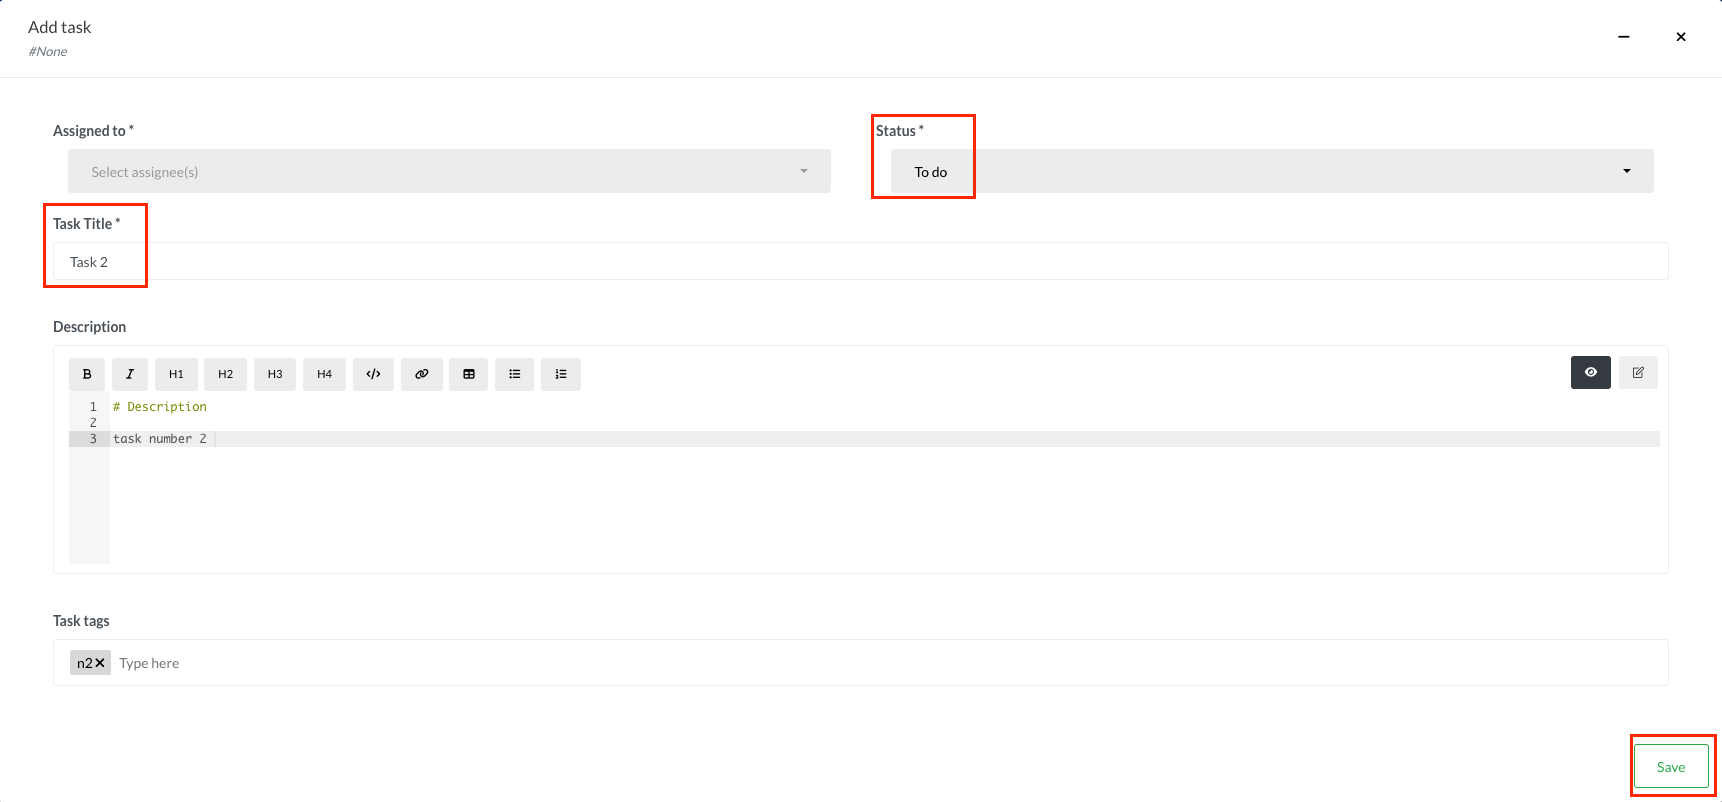 Add task
#None
Assigned to *
Status *
Select assignee(s)
To do
Task Title *
Task 2
Description
B I H1 H2 H3 H4 </>
1 # Description
2
3 task number 2
Task tags
n2 × Type here
Save